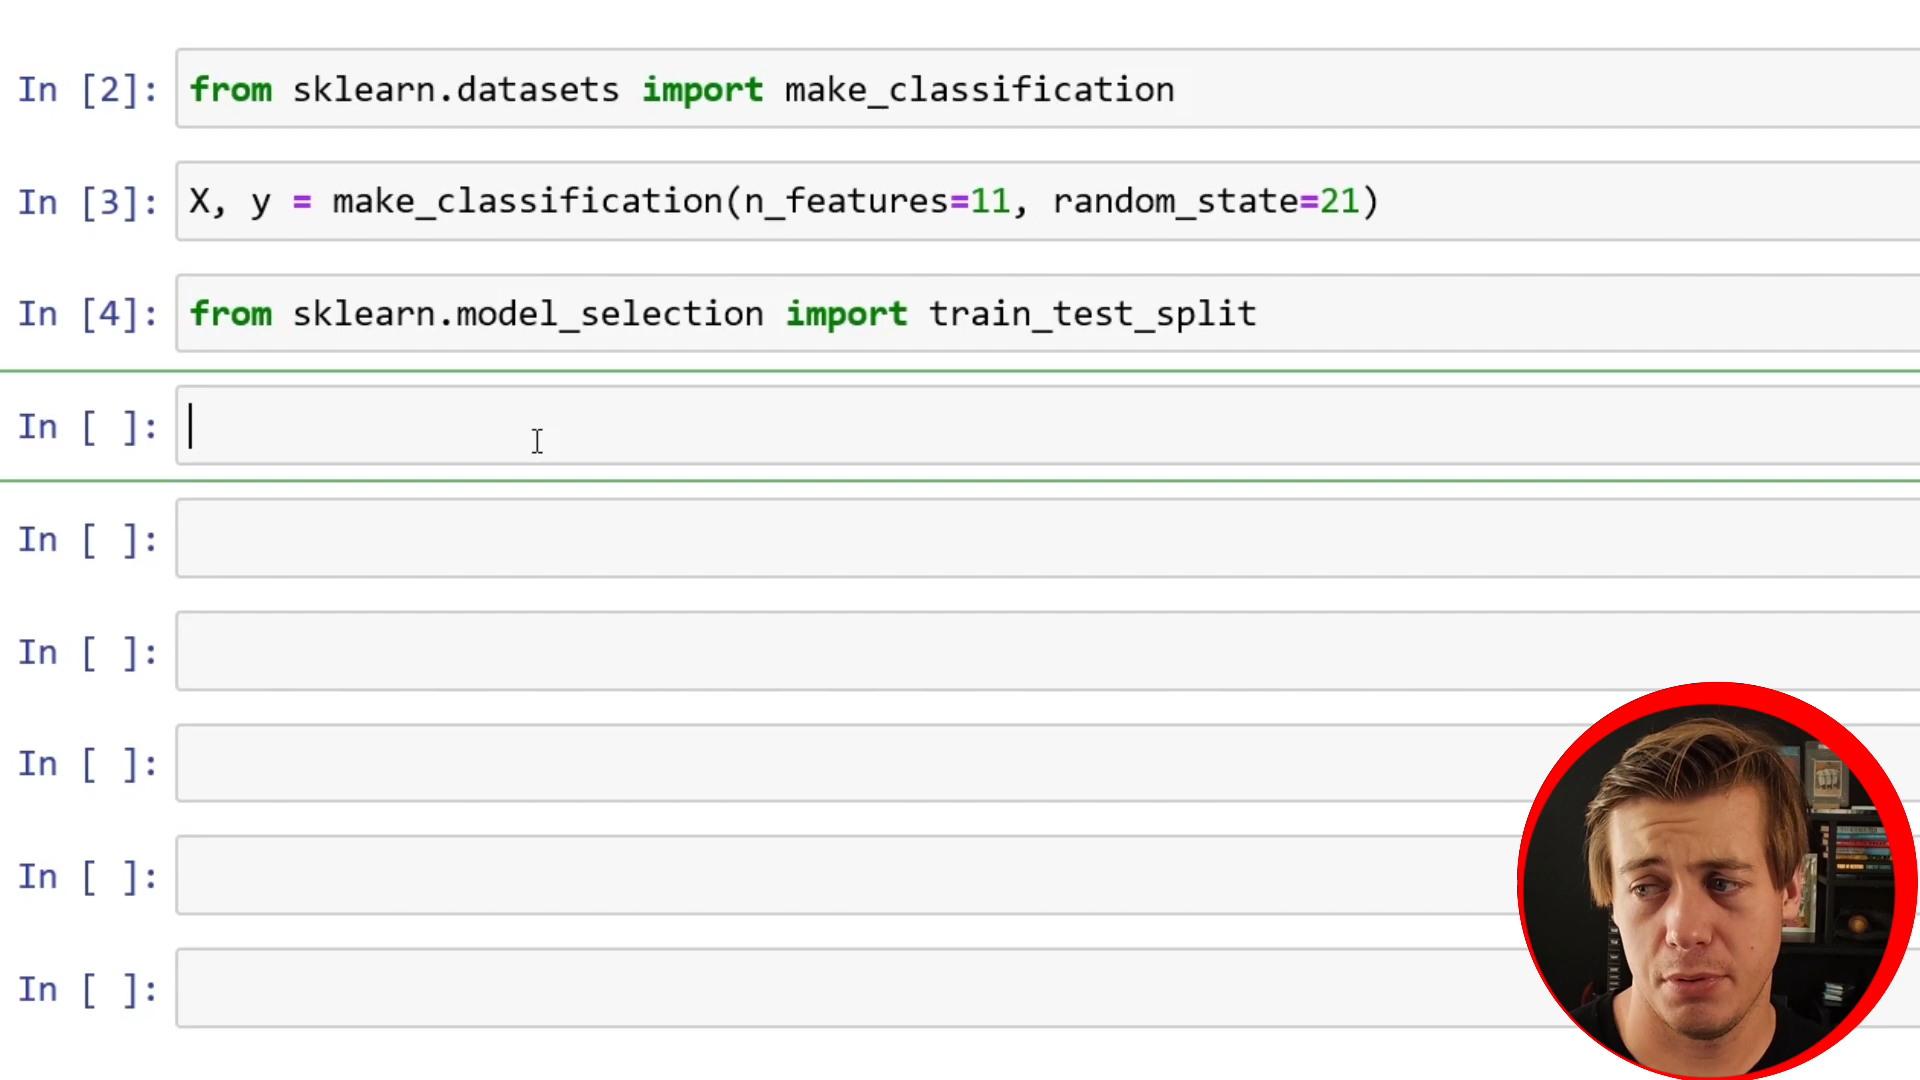 In [2]: from sklearn.datasets import make_classification
In [3]: X, y = make_classification(n_features=11, random_state=21)
In [4]: from sklearn.model_selection import train_test_split
In [ ]:
In [ ]:
In [ ]:
In [ ]:
In [ ]:
In [ ]: